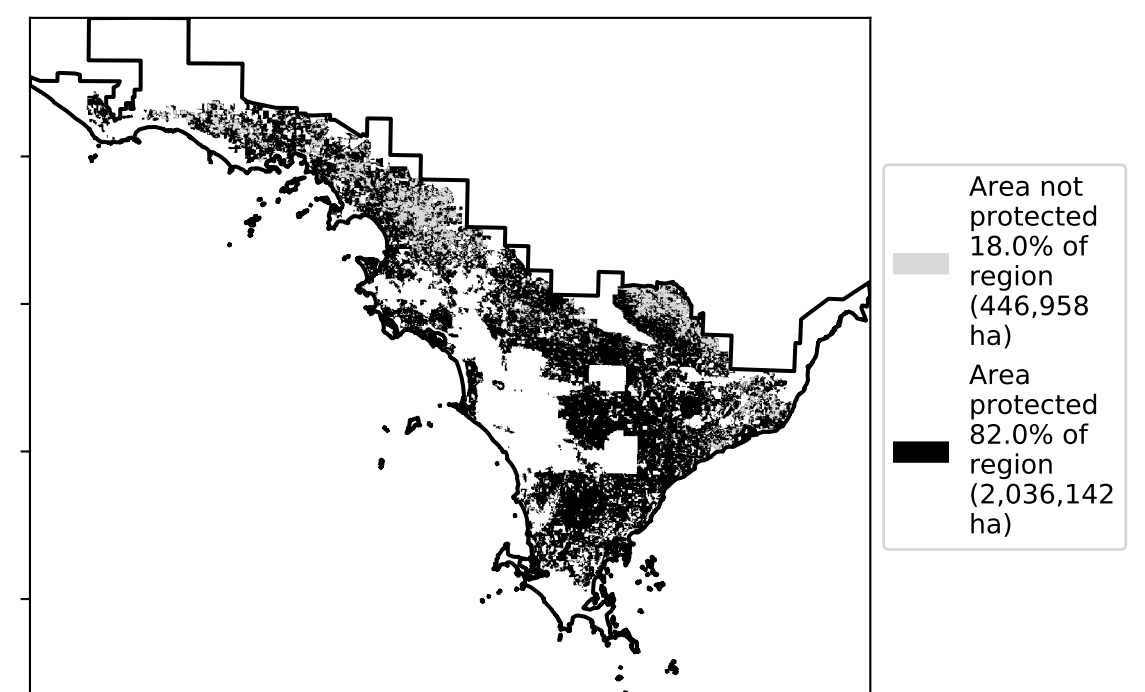 Area not
protected
18.0% of
region
(446,958
ha)
Area
protected
82.0% of
region
(2,036,142
ha)